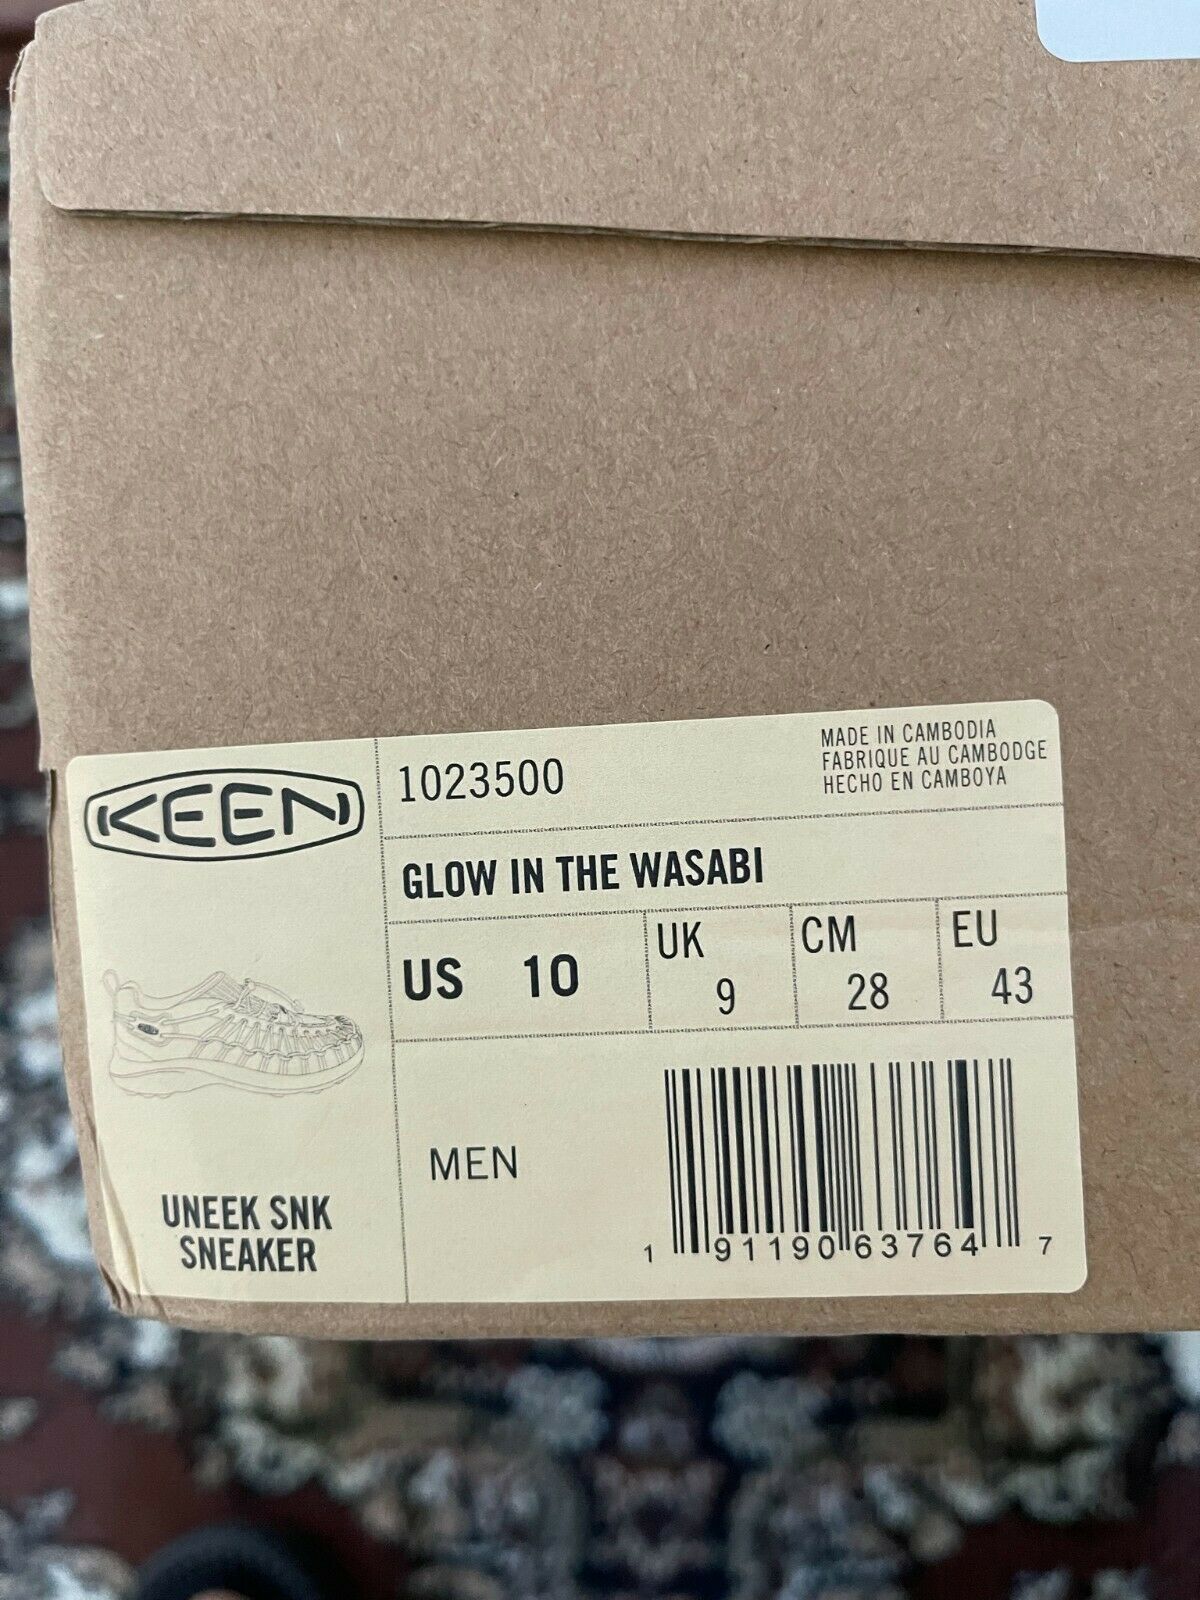 KEEN
1023500
MADE IN CAMBODIA
FABRIQUE AU CAMBODGE
HECHO EN CAMBOYA
GLOW IN THE WASABI
US 10
UK 9
CM 28
EU 43
MEN
UNEEK SNK
SNEAKER
1 91190 63764 7